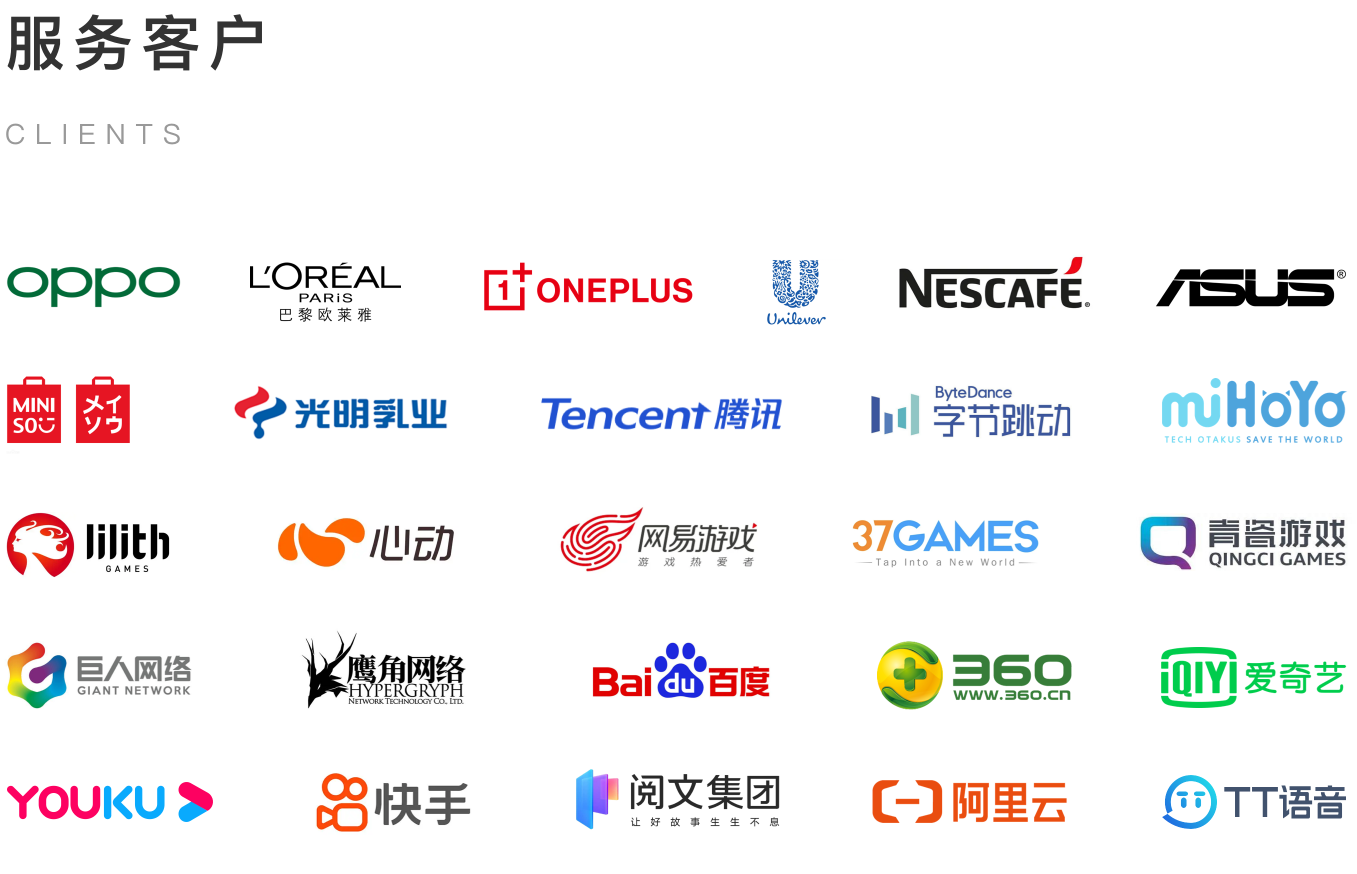 服务客户
CLIENTS
oppo
L'ORÉAL
PARiS
巴黎欧莱雅
1+ ONEPLUS
U
Unilever
NESCAFÉ®
ASUS®
MINI
SO
メイ
ソウ
光明乳业
Tencent 腾讯
ByteDance
字节跳动
miHoYo
TECH OTAKUS SAVE THE WORLD
lilith
GAMES
心动
网易游戏
游戏热爱者
37GAMES
Tap Into a New World
青瓷游戏
QINGCI GAMES
巨人网络
GIANT NETWORK
鹰角网络
HYPERGRYPH
NETWORK TECHNOLOGY CO., LTD.
Bai du 百度
360
www.360.cn
iQIYI 爱奇艺
YOUKU
快手
阅文集团
让好故事生生不息
阿里云
TT语音